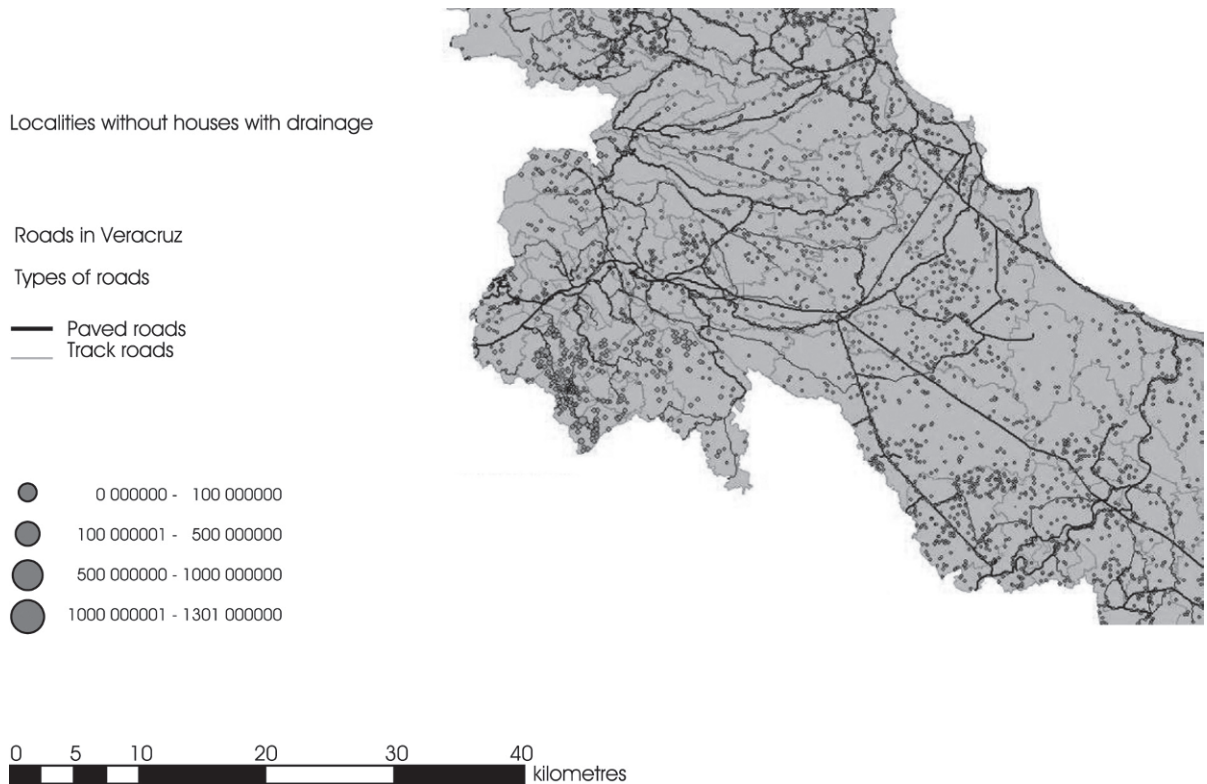 Localities without houses with drainage
Roads in Veracruz
Types of roads
Paved roads
Track roads
0 000000 - 100 000000
100 000001 - 500 000000
500 000000 - 1000 000000
1000 000001 - 1301 000000
0 5 10 20 30 40
kilometres